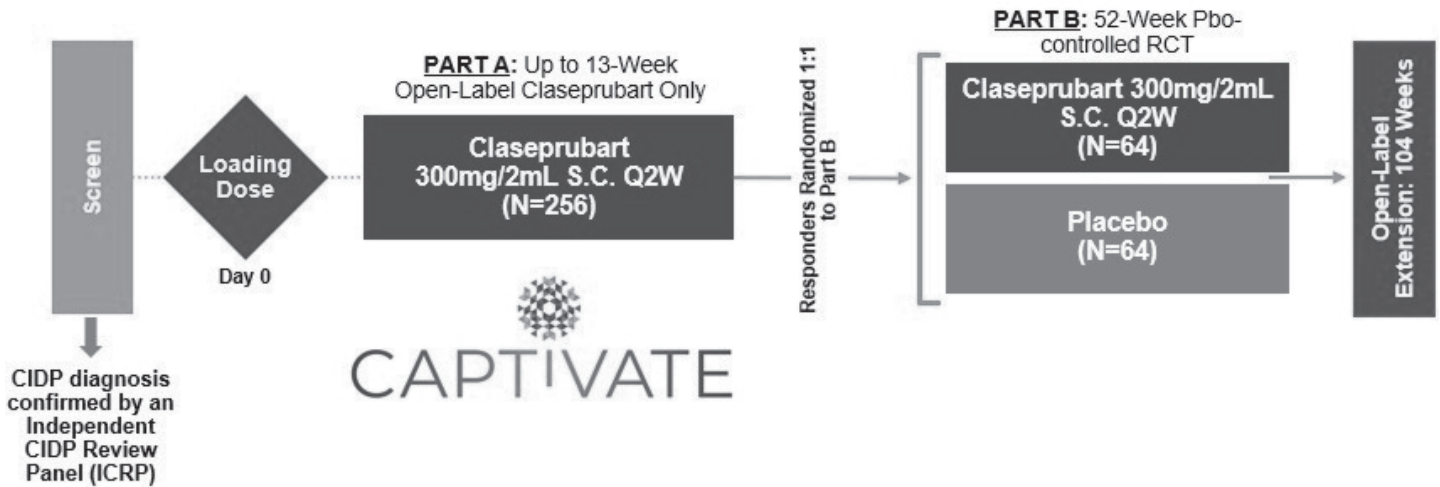 Screen
CIDP diagnosis
confirmed by an
Independent
CIDP Review
Panel (ICRP)
Loading
Dose
Day 0
PART A: Up to 13-Week
Open-Label Claseprubart Only
Claseprubart
300mg/2mL S.C. Q2W
(N=256)
CAPTIVATE
Responders Randomized 1:1
to Part B
PART B: 52-Week Pbo-
controlled RCT
Claseprubart 300mg/2mL
S.C. Q2W
(N=64)
Placebo
(N=64)
Open-Label
Extension: 104 Weeks